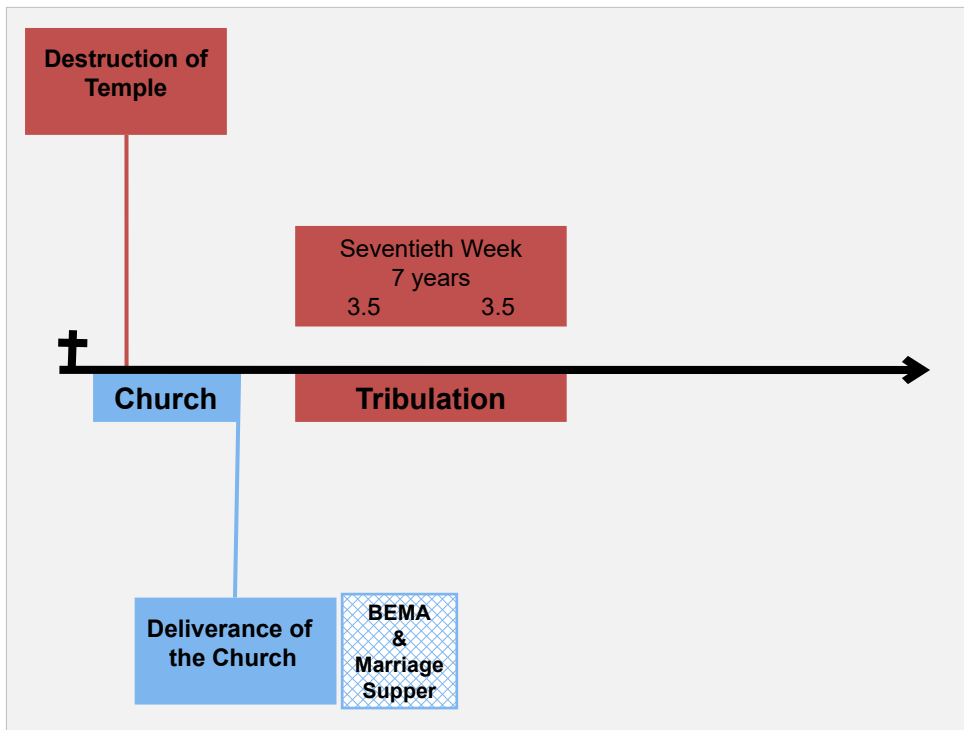 Destruction of
Temple
Seventieth Week
7 years
3.5 3.5
Church
Tribulation
Deliverance of
the Church
BEMA
&
Marriage
Supper